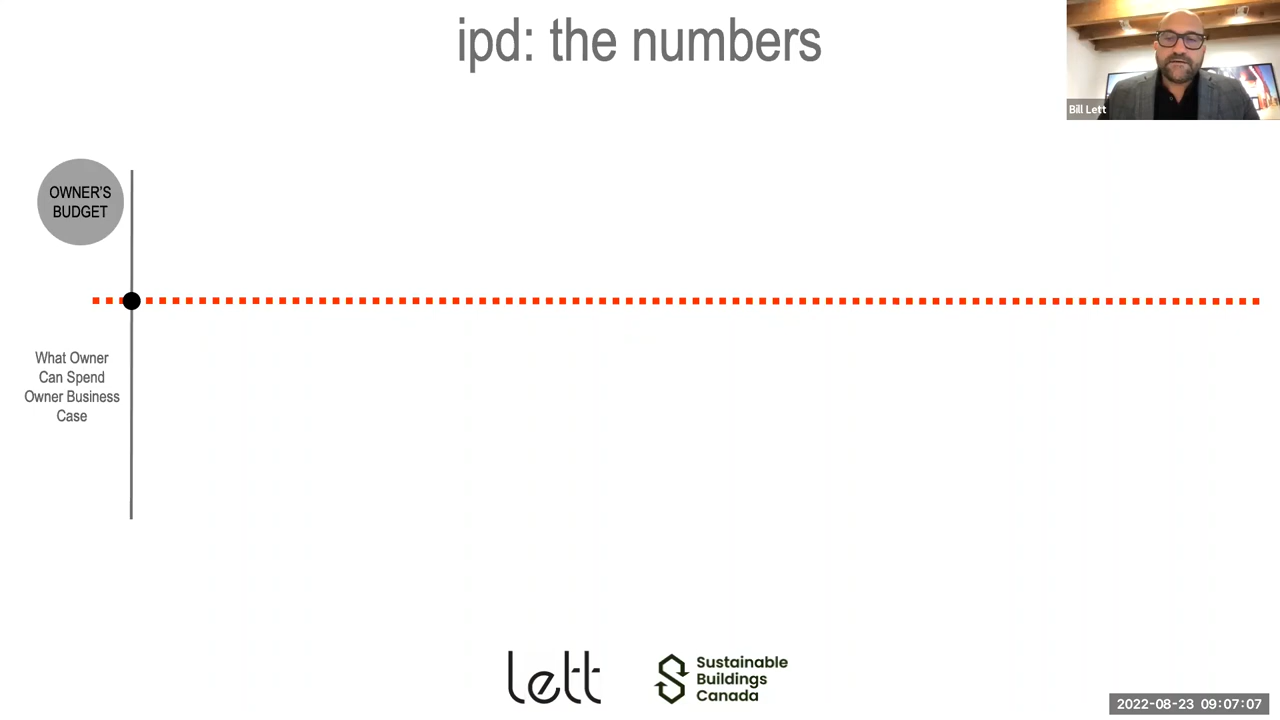 ipd: the numbers
Bill Lett
OWNER'S
BUDGET
What Owner
Can Spend
Owner Business
Case
lett
Sustainable
Buildings
Canada
2022-08-23 09:07:07